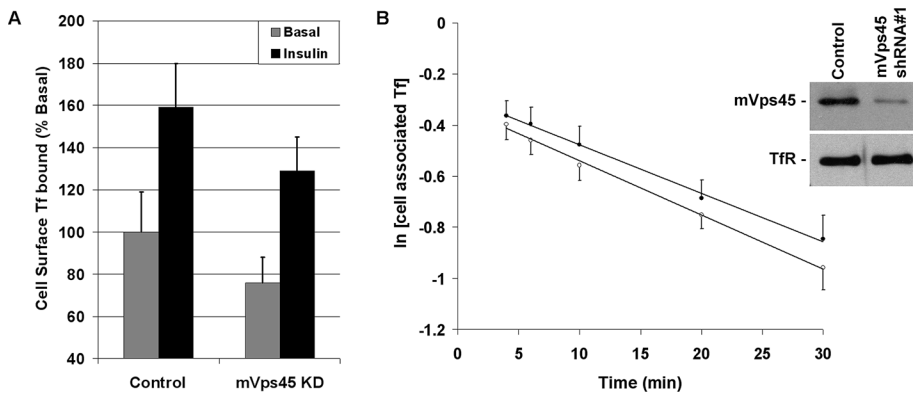 A
Cell Surface Tf bound (% Basal)
200
180
160
140
120
100
80
60
40
Basal
Insulin
Control
mVps45 KD
B
ln [cell associated Tf]
-0
-0.2
-0.4
-0.6
-0.8
-1
-1.2
0
5
10
15
20
25
30
Time (min)
Control
mVps45
shRNA#1
mVps45 -
TfR -